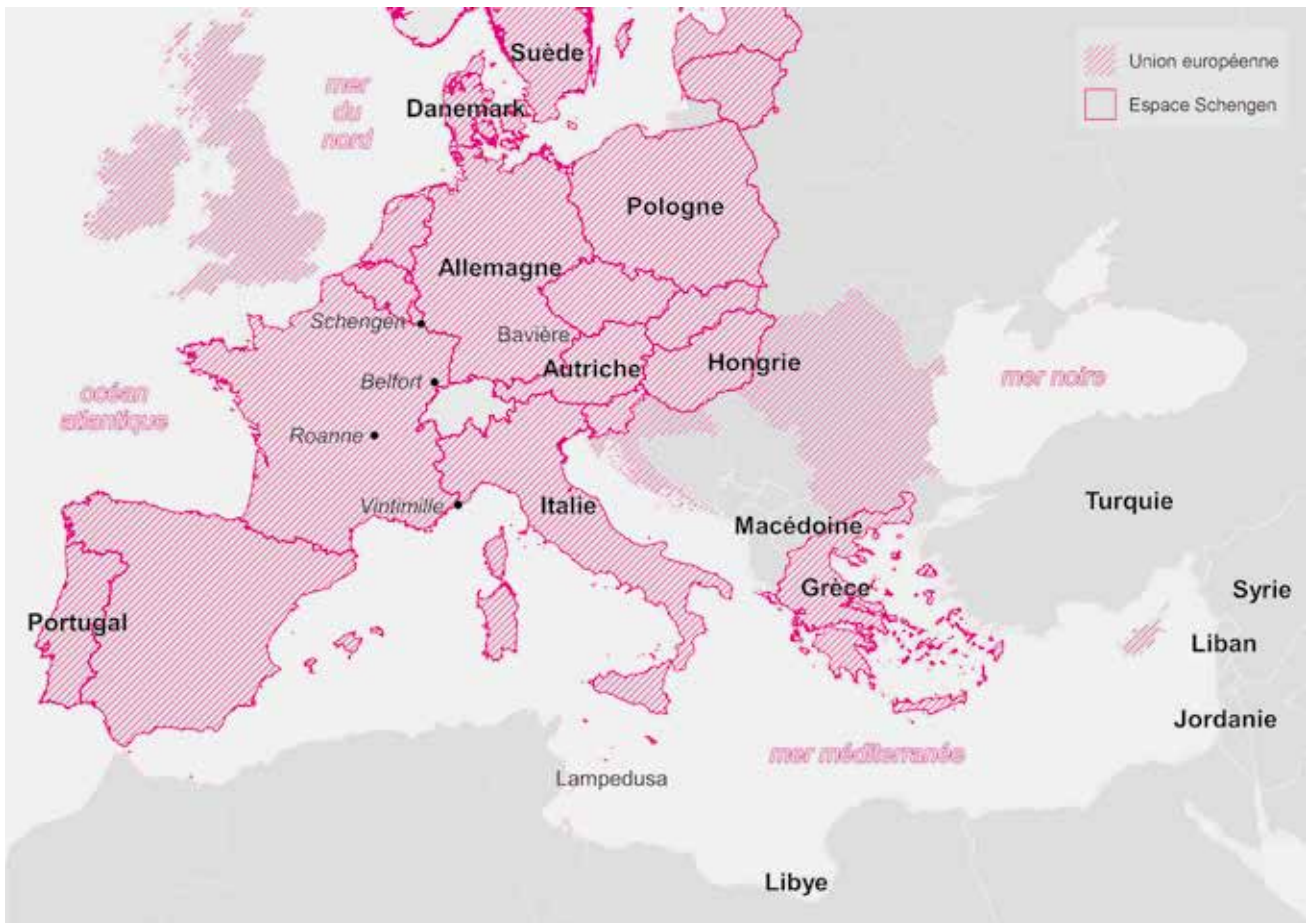 Suède
Union européenne
mer
du
nord
Danemark
Espace Schengen
Pologne
Allemagne
Schengen
Bavière
Autriche
Hongrie
mer noire
Belfort
océan
atlantique
Roanne
Vintimille
Italie
Turquie
Macédoine
Grèce
Syrie
Portugal
Liban
Jordanie
mer méditerranée
Lampedusa
Libye